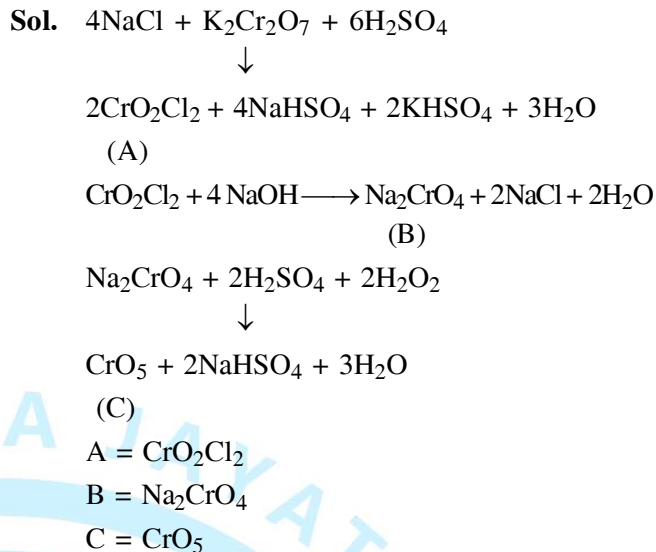 Sol. 4NaCl + K₂Cr₂O₇ + 6H₂SO₄
↓
2CrO₂Cl₂ + 4NaHSO₄ + 2KHSO₄ + 3H₂O
(A)
CrO₂Cl₂ + 4 NaOH ⟶ Na₂CrO₄ + 2NaCl + 2H₂O
(B)
Na₂CrO₄ + 2H₂SO₄ + 2H₂O₂
↓
CrO₅ + 2NaHSO₄ + 3H₂O
(C)
A = CrO₂Cl₂
B = Na₂CrO₄
C = CrO₅
A JAYAT